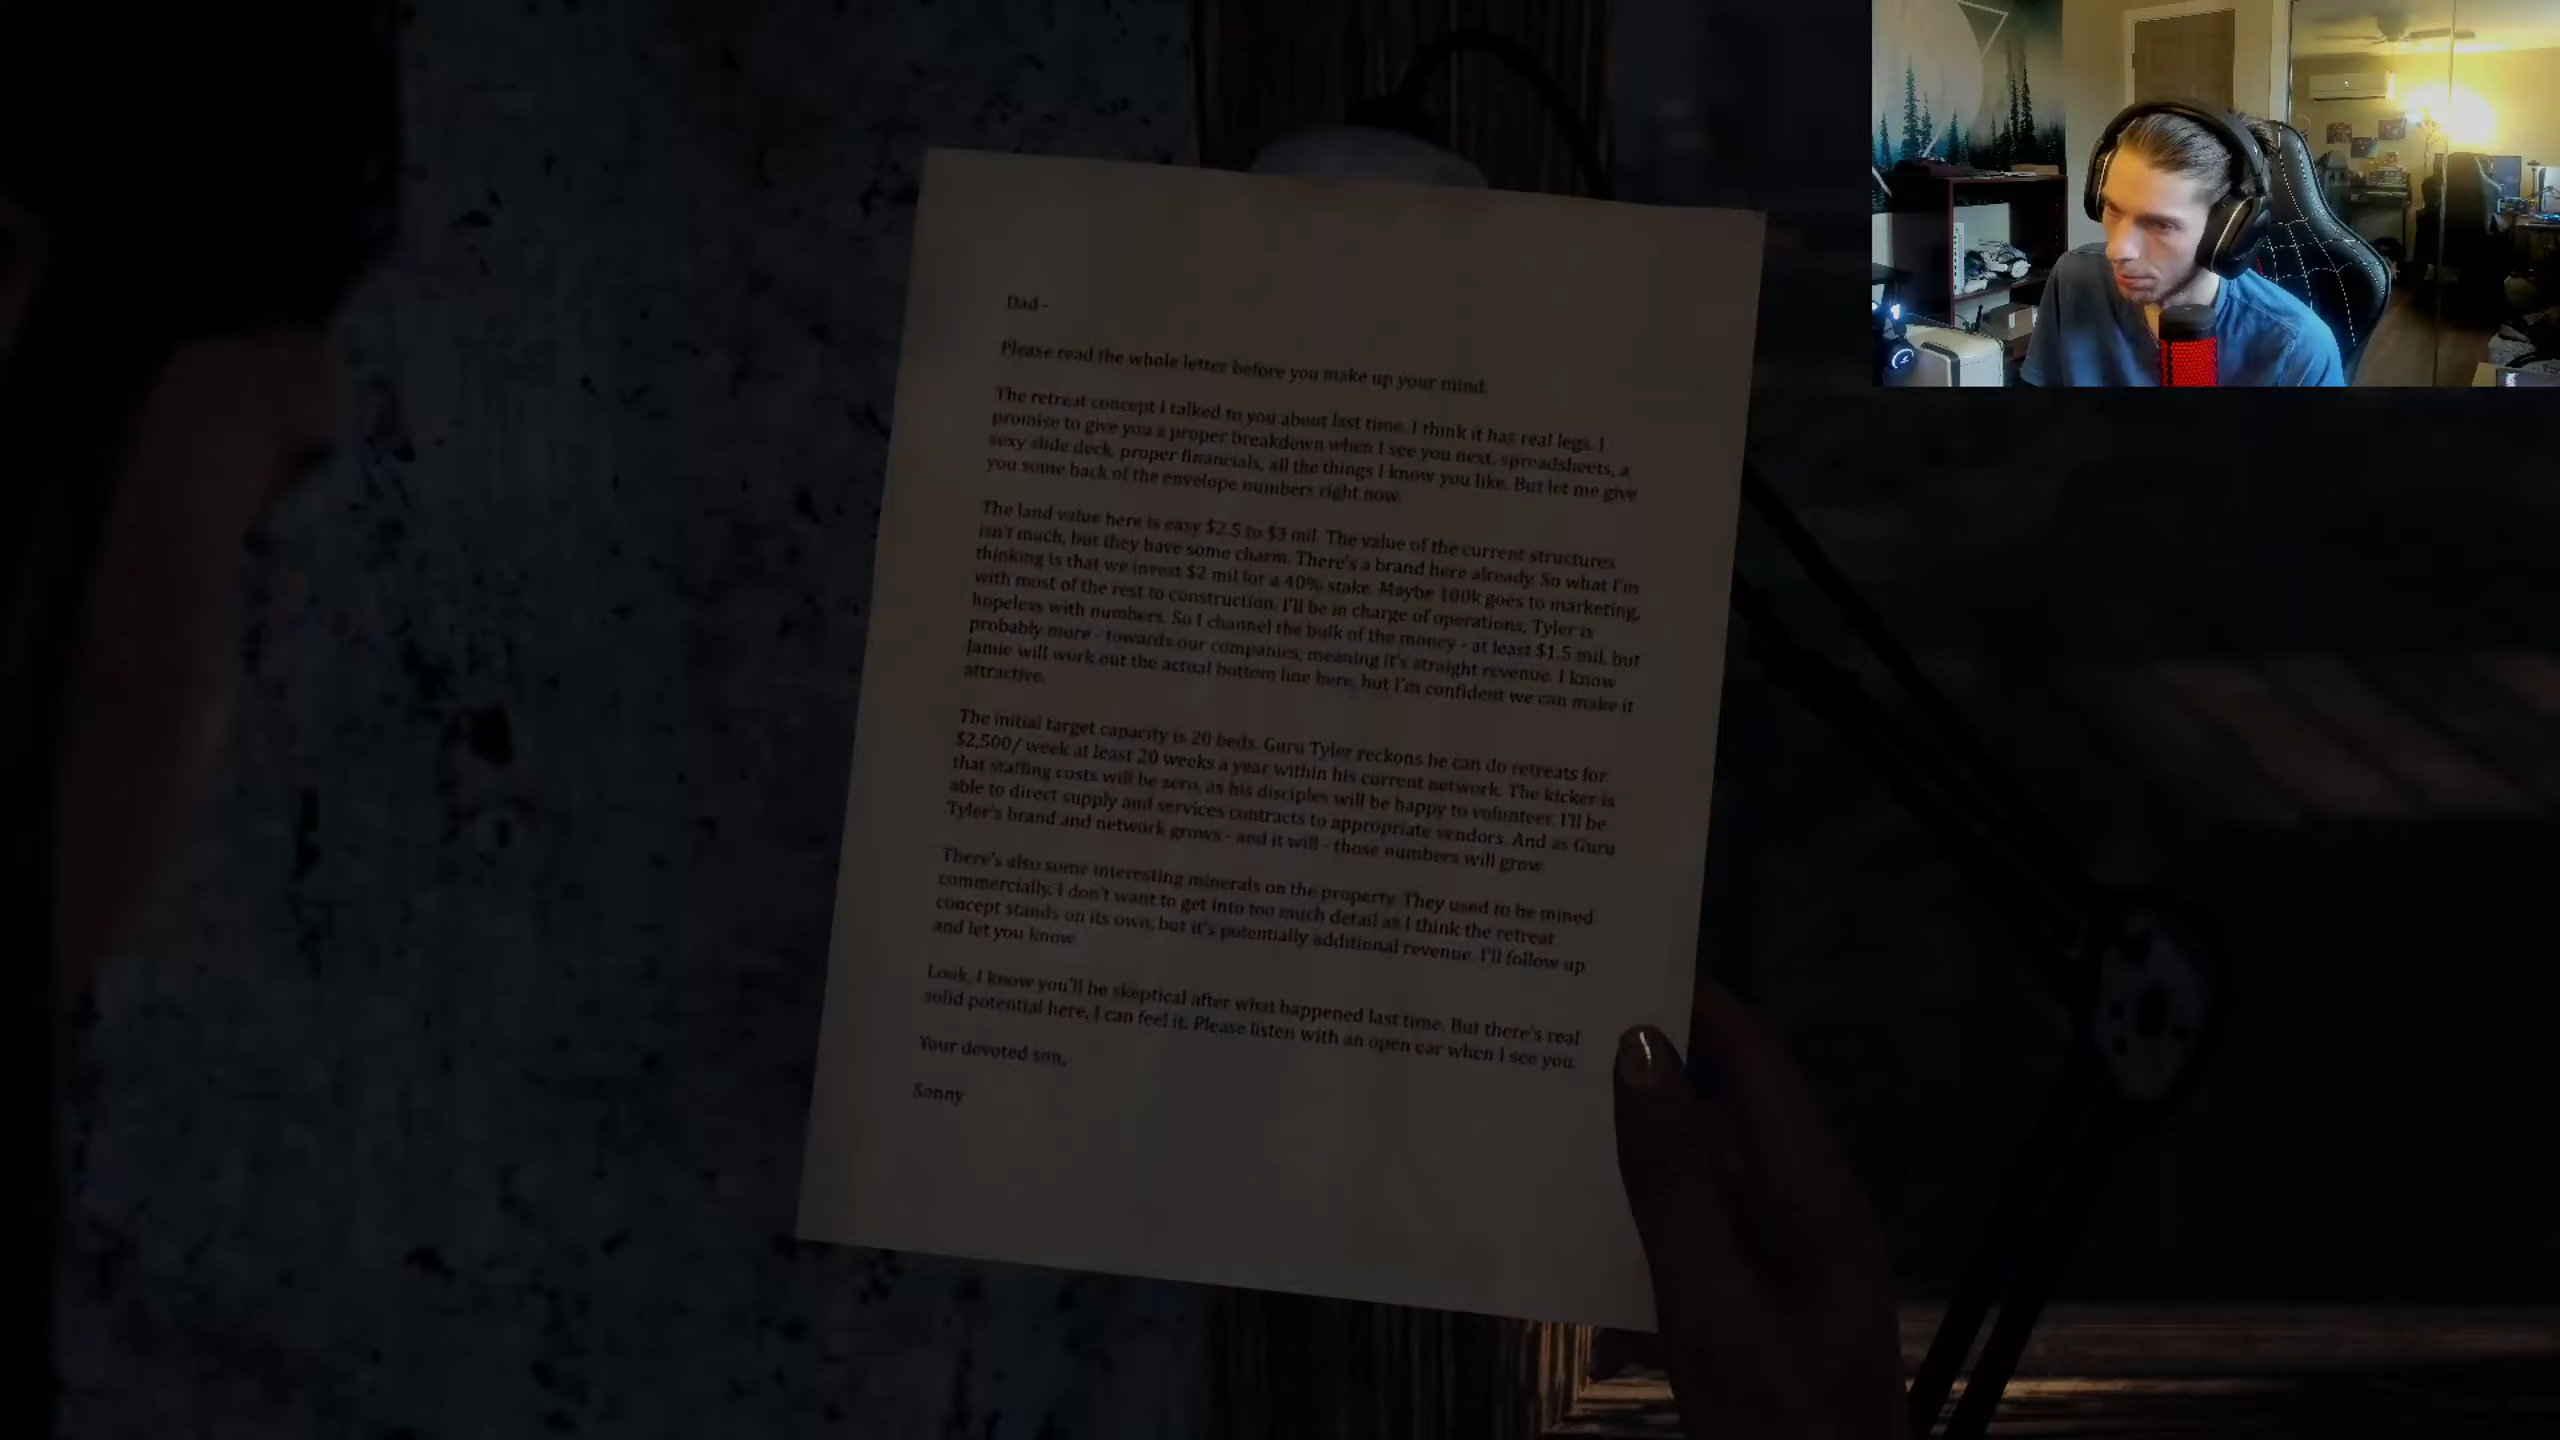 Dad -
Please read the whole letter before you make up your mind.
The retreat concept I talked to you about last time. I think it has real legs. I
promise to give you a proper breakdown when I see you next, spreadsheets, a
sexy slide deck, proper financials, all the things I know you like. But let me give
you some back of the envelope numbers right now.
The land value here is easy $2.5 to $3 mil. The value of the current structures
isn't much, but they have some charm. There's a brand here already. So what I'm
thinking is that we invest $2 mil for a 40% stake. Maybe 100k goes to marketing,
with most of the rest to construction. I'll be in charge of operations, Tyler is
hopeless with numbers. So I channel the bulk of the money - at least $1.5 mil, but
probably more - towards our companies, meaning it's straight revenue. I know
Jamie will work out the actual bottom line here, but I'm confident we can make it
attractive.
The initial target capacity is 20 beds. Guru Tyler reckons he can do retreats for
$2,500/ week at least 20 weeks a year within his current network. The kicker is
that staffing costs will be zero, as his disciples will be happy to volunteer. I'll be
able to direct supply and services contracts to appropriate vendors. And as Guru
Tyler's brand and network grows - and it will - those numbers will grow.
There's also some interesting minerals on the property. They used to be mined
commercially. I don't want to get into too much detail as I think the retreat
concept stands on its own, but it's potentially additional revenue. I'll follow up
and let you know.
Look, I know you'll be skeptical after what happened last time. But there's real
solid potential here, I can feel it. Please listen with an open ear when I see you.
Your devoted son,
Sonny